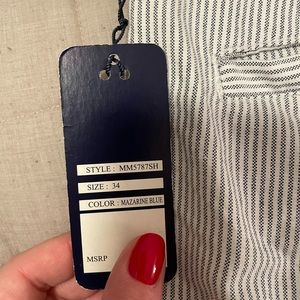 STYLE : MM5787SH
SIZE : 34
COLOR : MAZARINE BLUE
MSRP